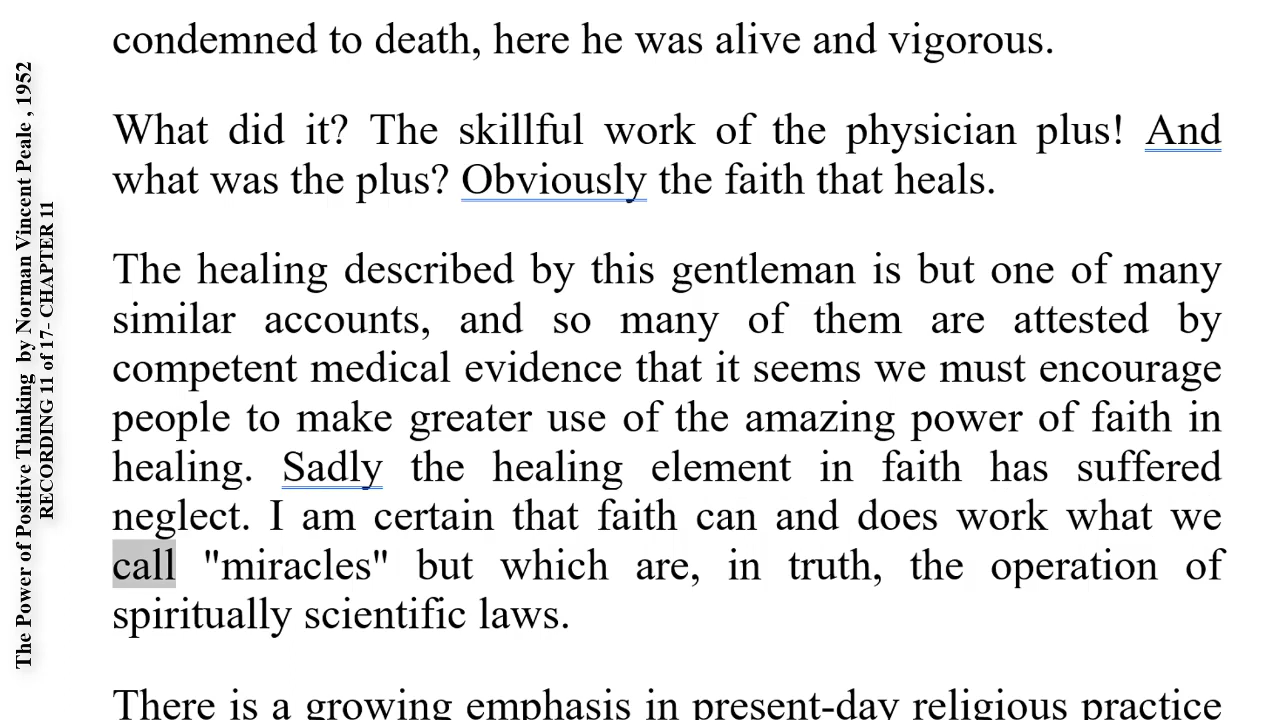 The Power of Positive Thinking by Norman Vincent Peale , 1952
RECORDING 11 of 17- CHAPTER 11
condemned to death, here he was alive and vigorous.
What did it? The skillful work of the physician plus! And
what was the plus? Obviously the faith that heals.
The healing described by this gentleman is but one of many
similar accounts, and so many of them are attested by
competent medical evidence that it seems we must encourage
people to make greater use of the amazing power of faith in
healing. Sadly the healing element in faith has suffered
neglect. I am certain that faith can and does work what we
call "miracles" but which are, in truth, the operation of
spiritually scientific laws.
There is a growing emphasis in present-day religious practice